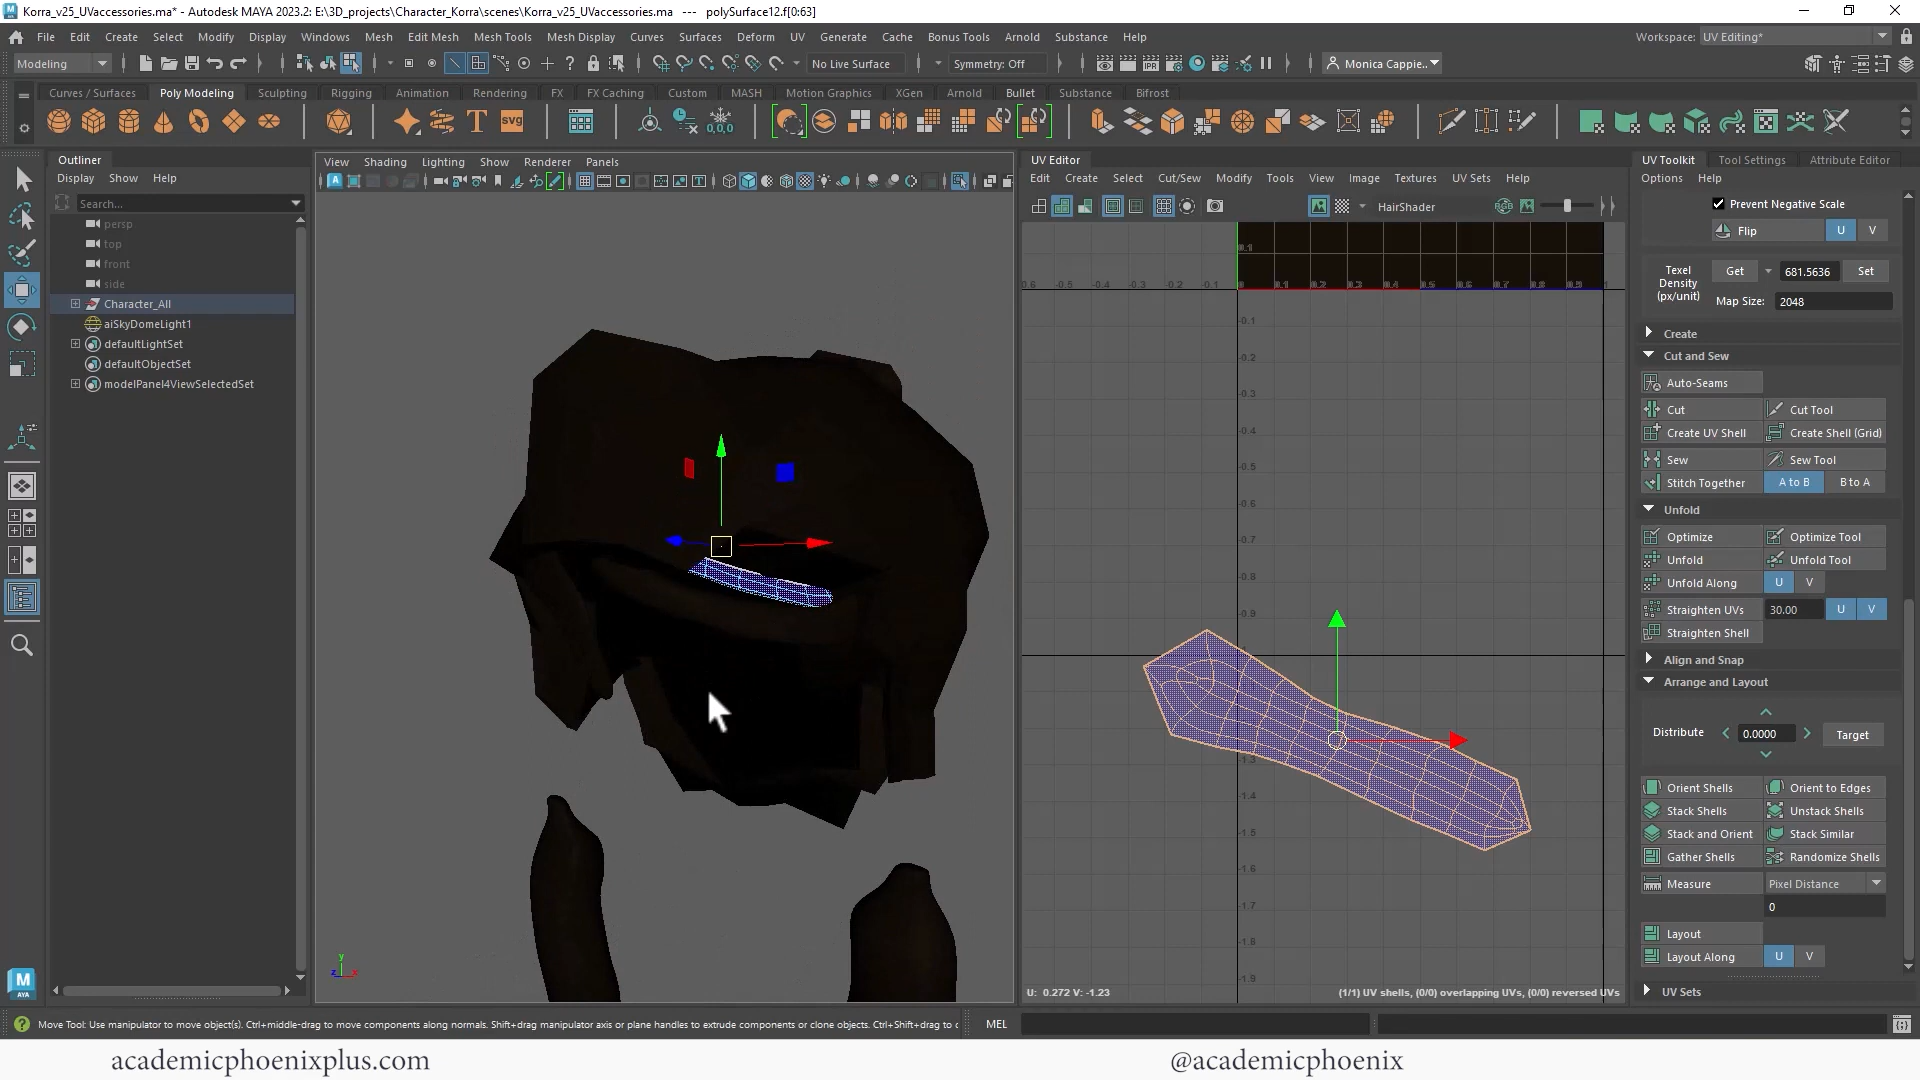 Korra_v25_UVaccessories.ma* - Autodesk MAYA 2023.2: E:\3D_projects\Character_Korra\scenes\Korra_v25_UVaccessories.ma --- polySurface12.f[0:63]
File Edit Create Select Modify Display Windows Mesh Edit Mesh Mesh Tools Mesh Display Curves Surfaces Deform UV Generate Cache Bonus Tools Arnold Substance Help
Workspace: UV Editing*
Modeling No Live Surface Symmetry: Off Monica Cappie...
Curves / Surfaces Poly Modeling Sculpting Rigging Animation Rendering FX FX Caching Custom MASH Motion Graphics XGen Arnold Bullet Substance Bifrost
T svg 0,0,0
Outliner
Display Show Help
Search...
persp
top
front
side
Character_All
aiSkyDomeLight1
defaultLightSet
defaultObjectSet
modelPanel4ViewSelectedSet
View Shading Lighting Show Renderer Panels
UV Editor
Edit Create Select Cut/Sew Modify Tools View Image Textures UV Sets Help
HairShader
U: 0.272 V: -1.23
(1/1) UV shells, (0/0) overlapping UVs, (0/0) reversed UVs
UV Toolkit Tool Settings Attribute Editor
Options Help
Prevent Negative Scale
Flip U V
Texel Density (px/unit) Get 681.5636 Set
Map Size: 2048
Create
Cut and Sew
Auto-Seams
Cut Cut Tool
Create UV Shell Create Shell (Grid)
Sew Sew Tool
Stitch Together A to B B to A
Unfold
Optimize Optimize Tool
Unfold Unfold Tool
Unfold Along U V
Straighten UVs 30.00 U V
Straighten Shell
Align and Snap
Arrange and Layout
Distribute 0.0000 Target
Orient Shells Orient to Edges
Stack Shells Unstack Shells
Stack and Orient Stack Similar
Gather Shells Randomize Shells
Measure Pixel Distance
0
Layout
Layout Along U V
UV Sets
Move Tool: Use manipulator to move object(s). Ctrl+middle-drag to move components along normals. Shift+drag manipulator axis or plane handles to extrude components or clone objects. Ctrl+Shift+drag to
MEL
academicphoenixplus.com
@academicphoenix